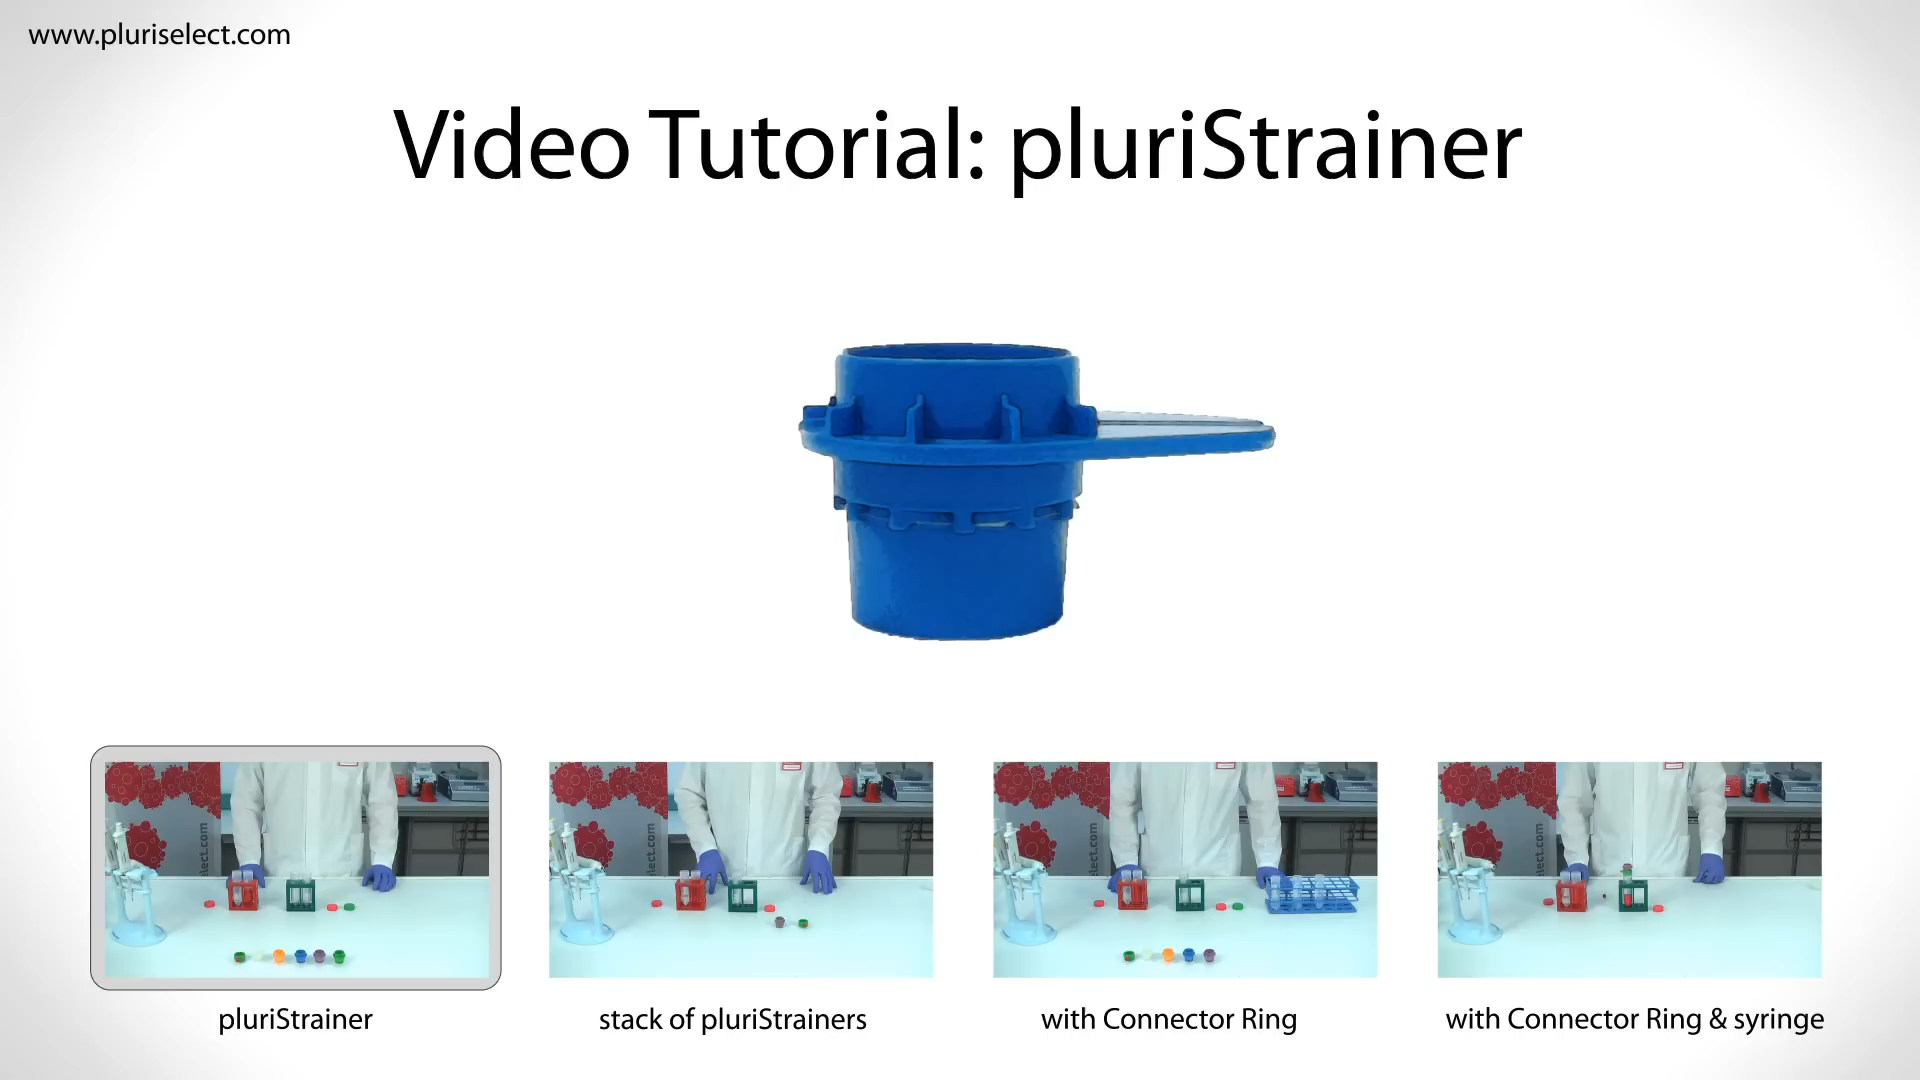 www.pluriselect.com
Video Tutorial: pluriStrainer
pluriStrainer
stack of pluriStrainers
with Connector Ring
with Connector Ring & syringe